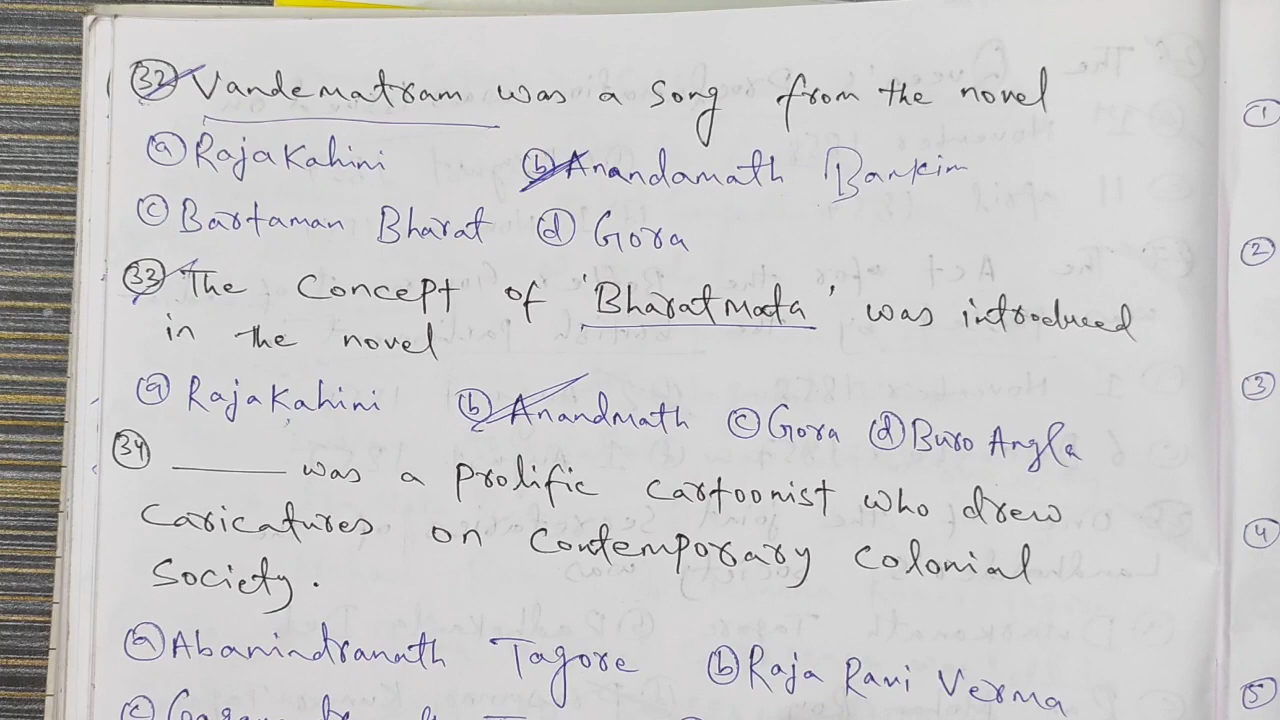 (32) Vandematram was a song from the novel
(a) Rajakahini (b) Anandamath Bankim
(c) Bartaman Bharat (d) Gora
(33) The Concept of 'Bharatmata' was introduced
in the novel
(a) Rajakahini (b) Anandmath (c) Gora (d) Buro Angla
(34) ______ was a prolific cartoonist who drew
caricatures on contemporary colonial
society.
(a) Abanindranath Tagore (b) Raja Ravi Verma
(c)
(1)
(2)
(3)
(4)
(5)